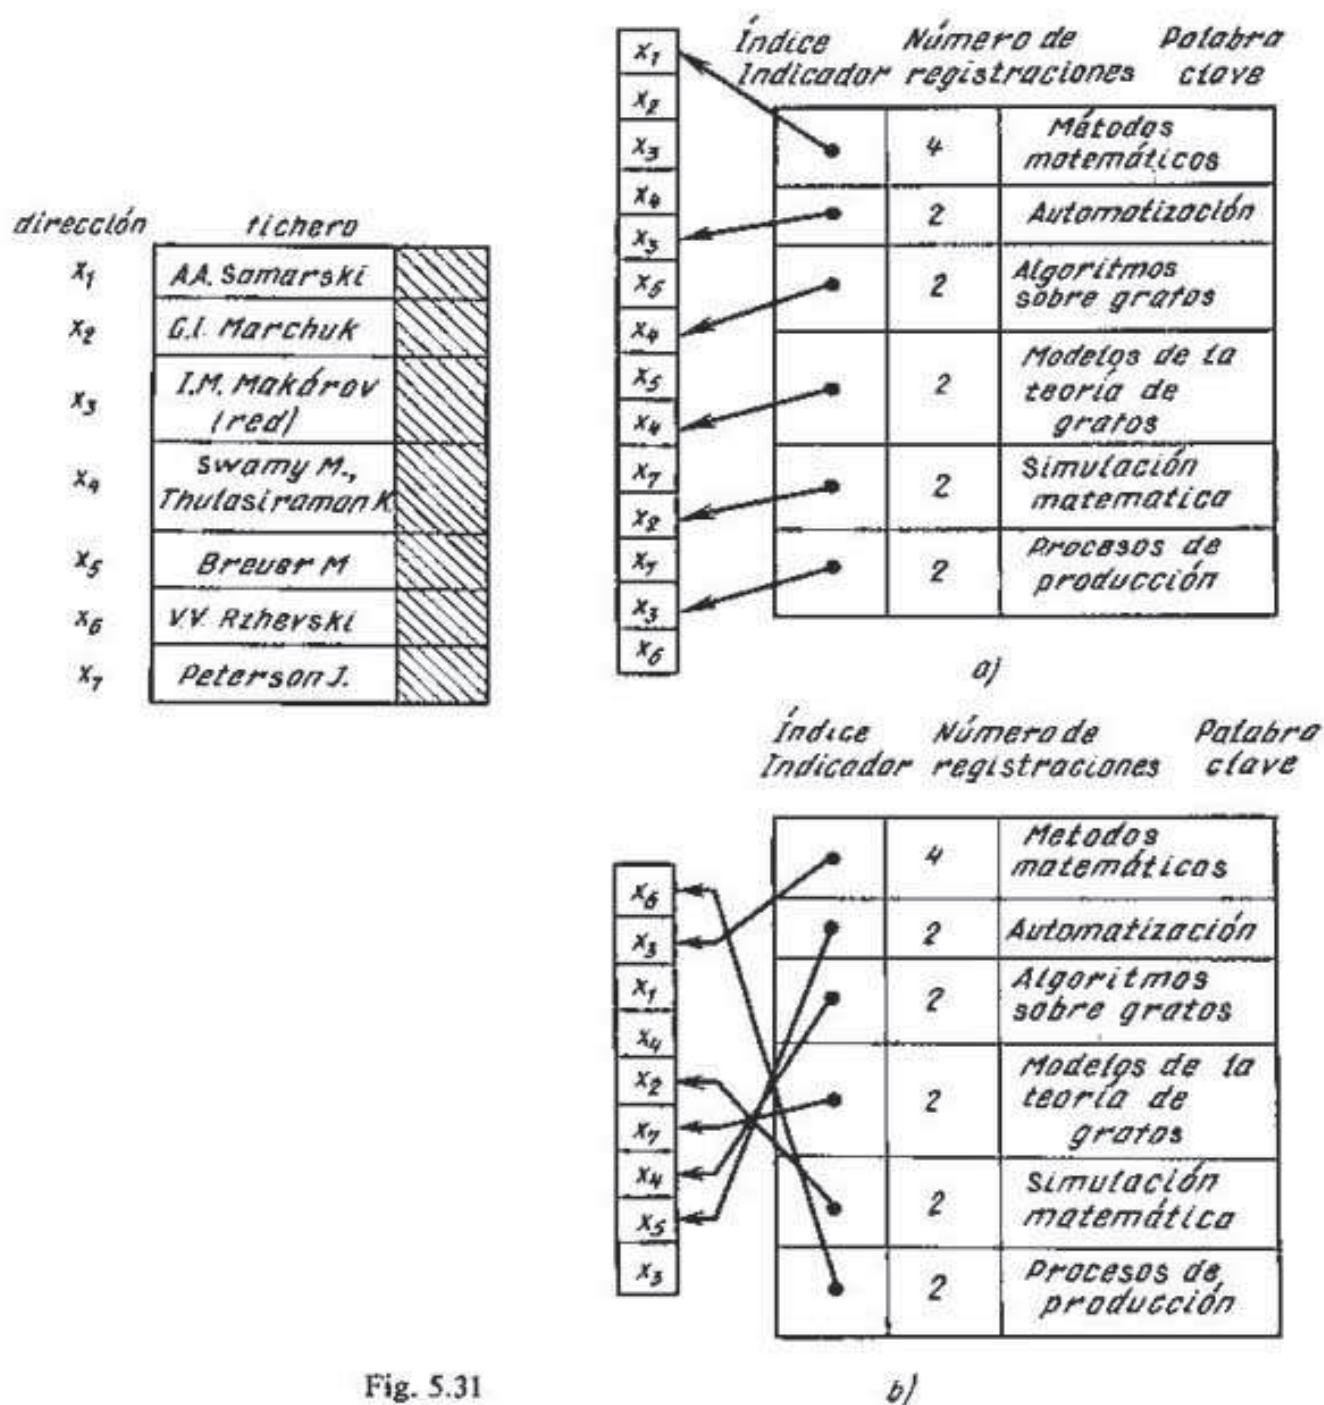 dirección fichero
x1 A.A. Samarski
x2 G.I. Marchuk
x3 I.M. Makárov
(red)
x4 Swamy M.,
Thulasiraman K.
x5 Breuer M
x6 V.V. Rzhevski
x7 Peterson J.
x1
x2
x3
x4
x3
x5
x4
x5
x4
x7
x2
x7
x3
x6
Índice Número de Palabra
Indicador registraciones clave
4 Métodos
matemáticos
2 Automatización
2 Algoritmos
sobre grafos
2 Modelos de la
teoría de
grafos
2 Simulación
matematica
2 Procesos de
producción
a)
Índice Número de Palabra
Indicador registraciones clave
x6
x3
x1
x4
x2
x7
x4
x5
x3
4 Metodos
matemáticos
2 Automatización
2 Algoritmos
sobre grafos
2 Modelos de la
teoría de
grafos
2 Simulación
matemática
2 Procesos de
producción
Fig. 5.31
b)